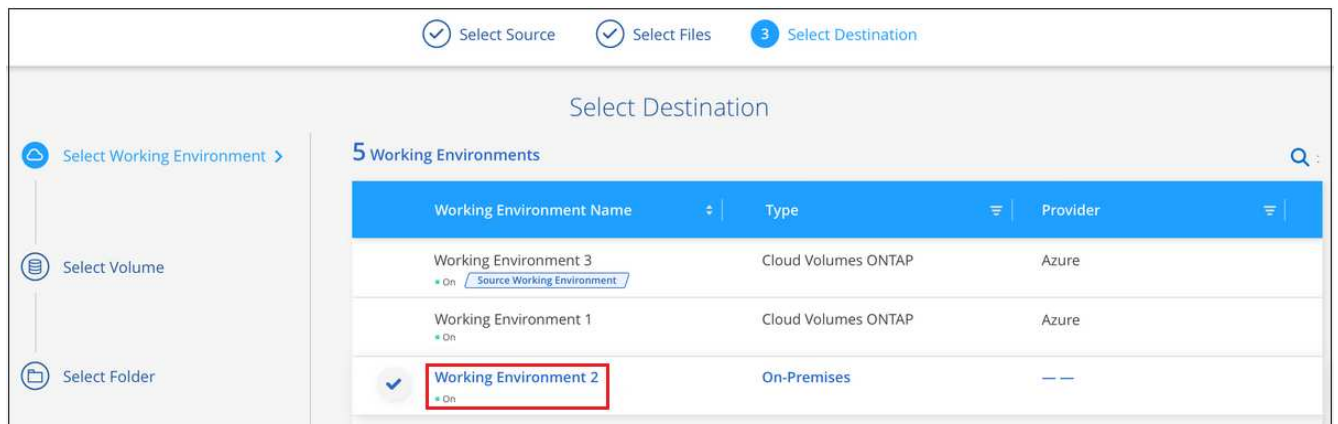 Select Source
Select Files
3 Select Destination
Select Destination
Select Working Environment >
5 Working Environments
Working Environment Name
Type
Provider
Working Environment 3
Cloud Volumes ONTAP
Azure
On Source Working Environment
Select Volume
Working Environment 1
Cloud Volumes ONTAP
Azure
On
Select Folder
Working Environment 2
On-Premises
— —
On